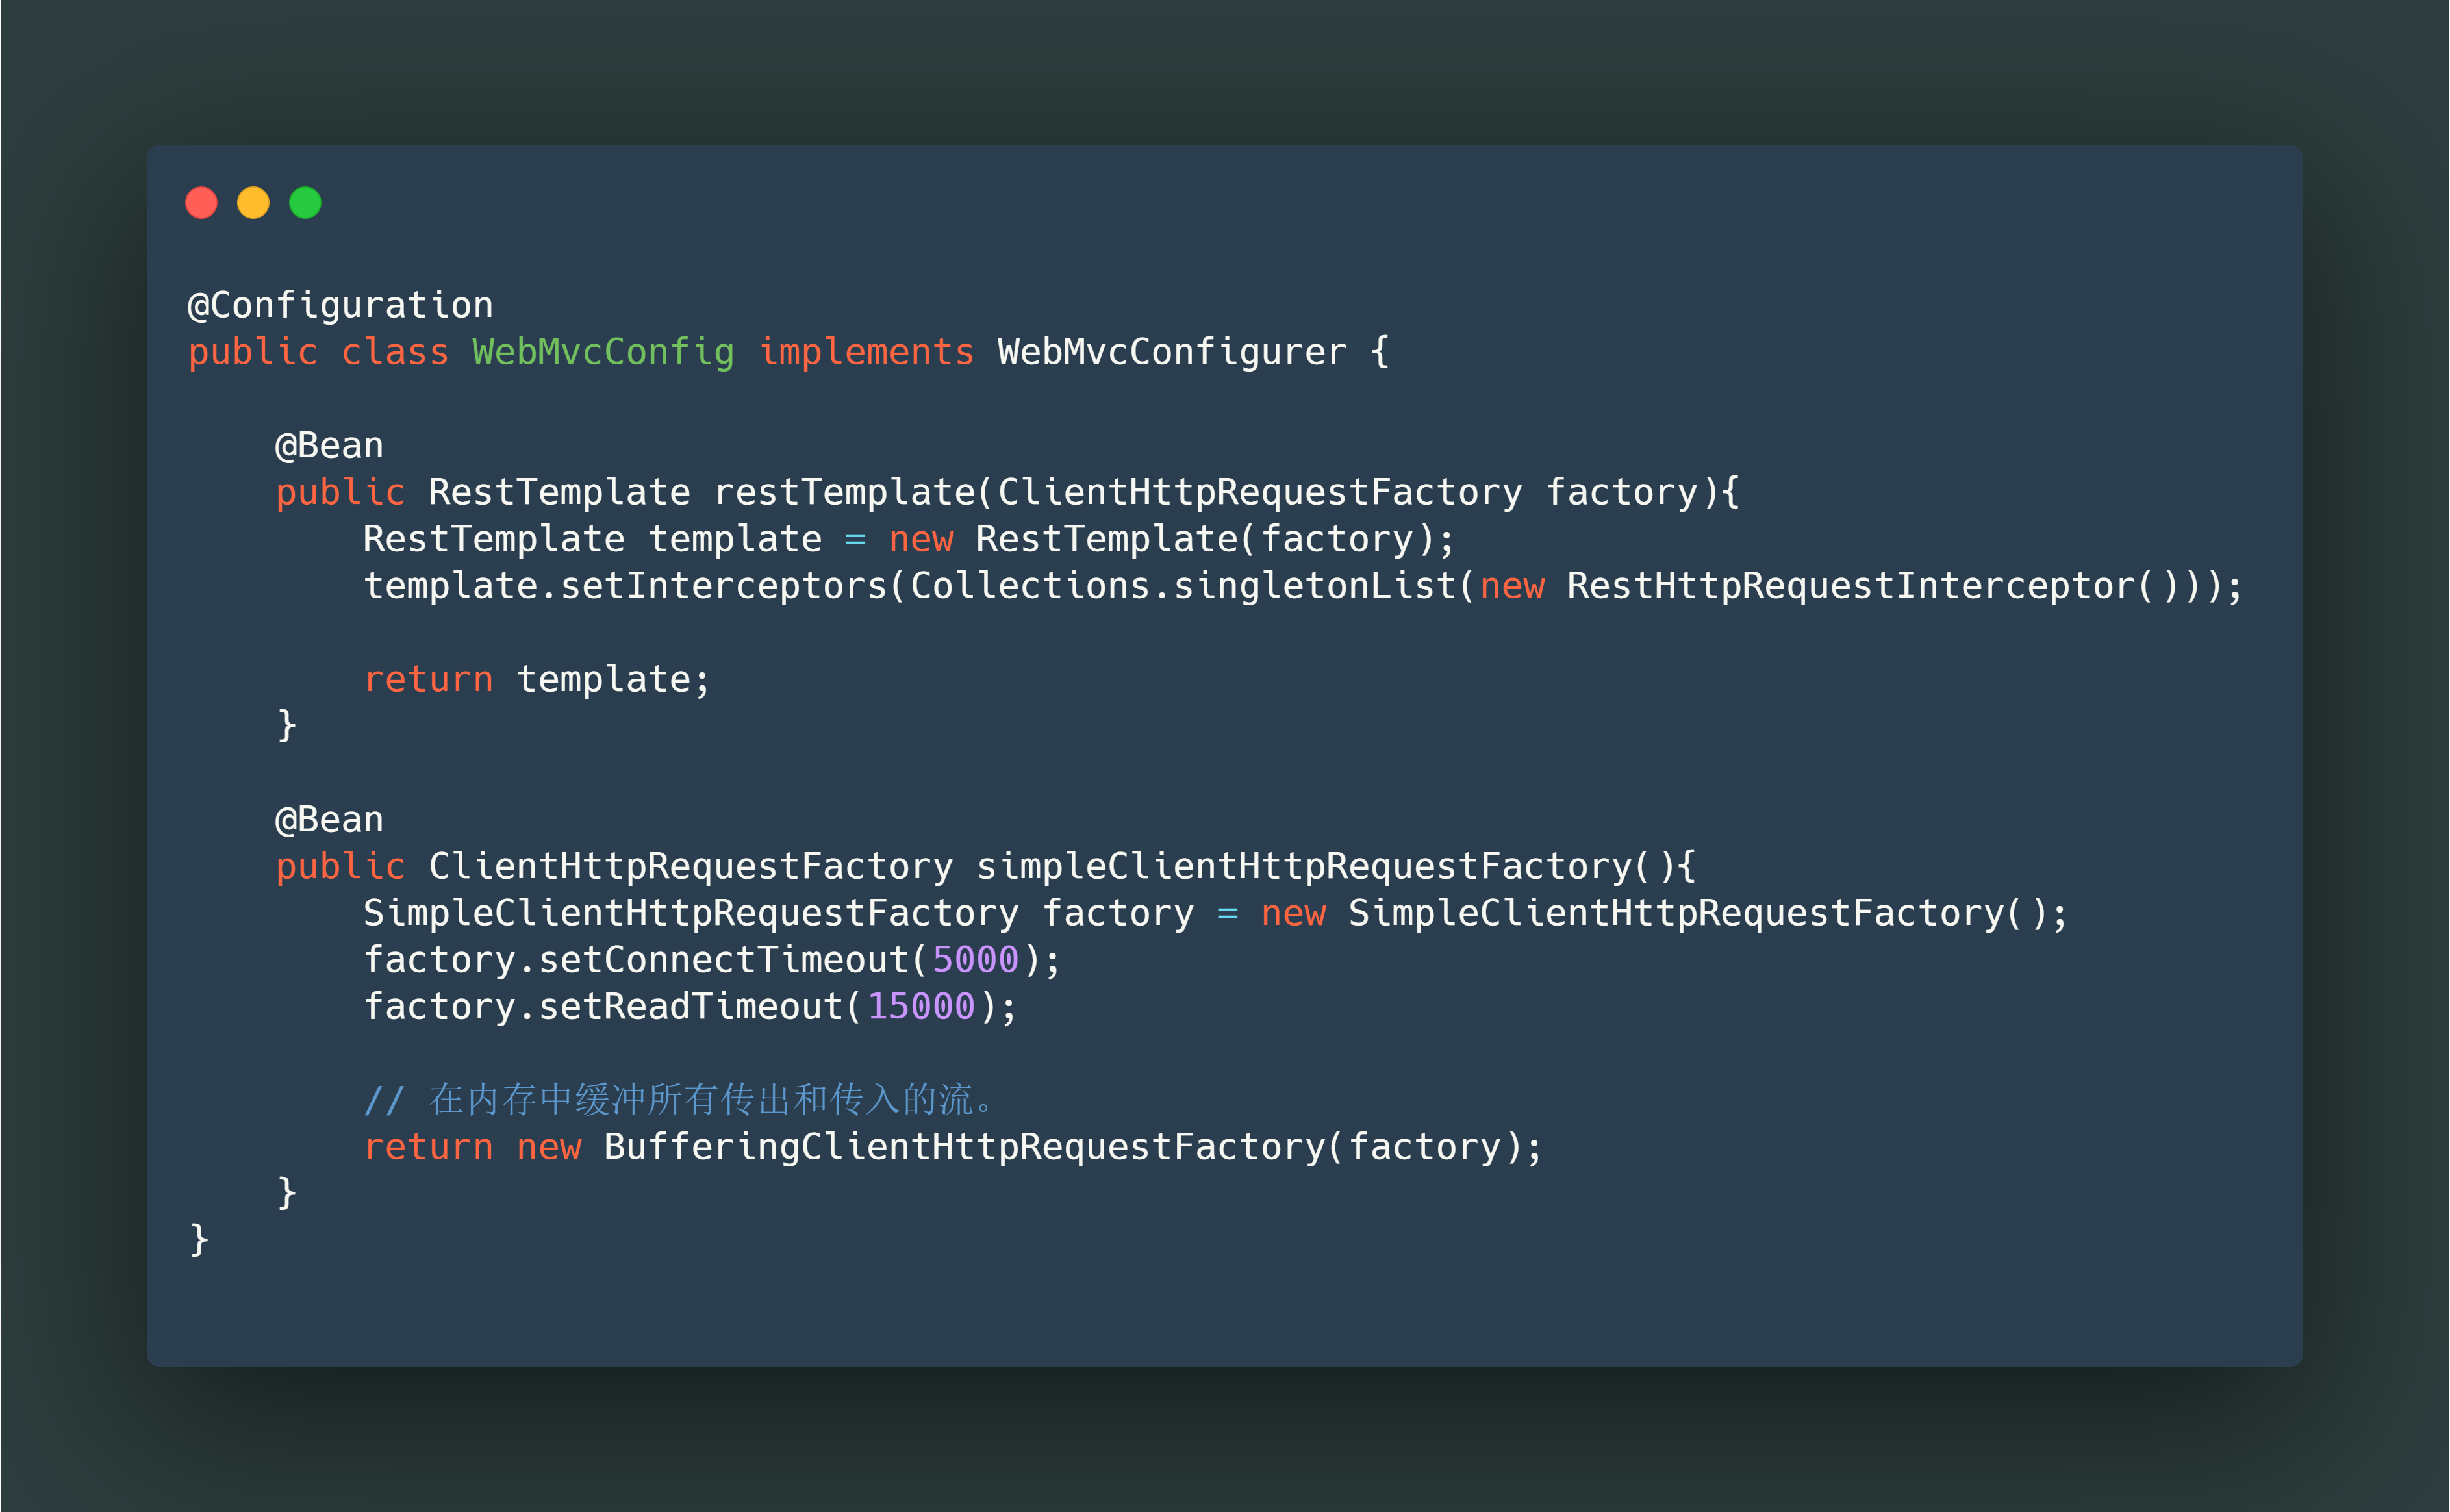 @Configuration
public class WebMvcConfig implements WebMvcConfigurer {
@Bean
public RestTemplate restTemplate(ClientHttpRequestFactory factory){
RestTemplate template = new RestTemplate(factory);
template.setInterceptors(Collections.singletonList(new RestHttpRequestInterceptor()));
return template;
}
@Bean
public ClientHttpRequestFactory simpleClientHttpRequestFactory(){
SimpleClientHttpRequestFactory factory = new SimpleClientHttpRequestFactory();
factory.setConnectTimeout(5000);
factory.setReadTimeout(15000);
// 在内存中缓冲所有传出和传入的流。
return new BufferingClientHttpRequestFactory(factory);
}
}